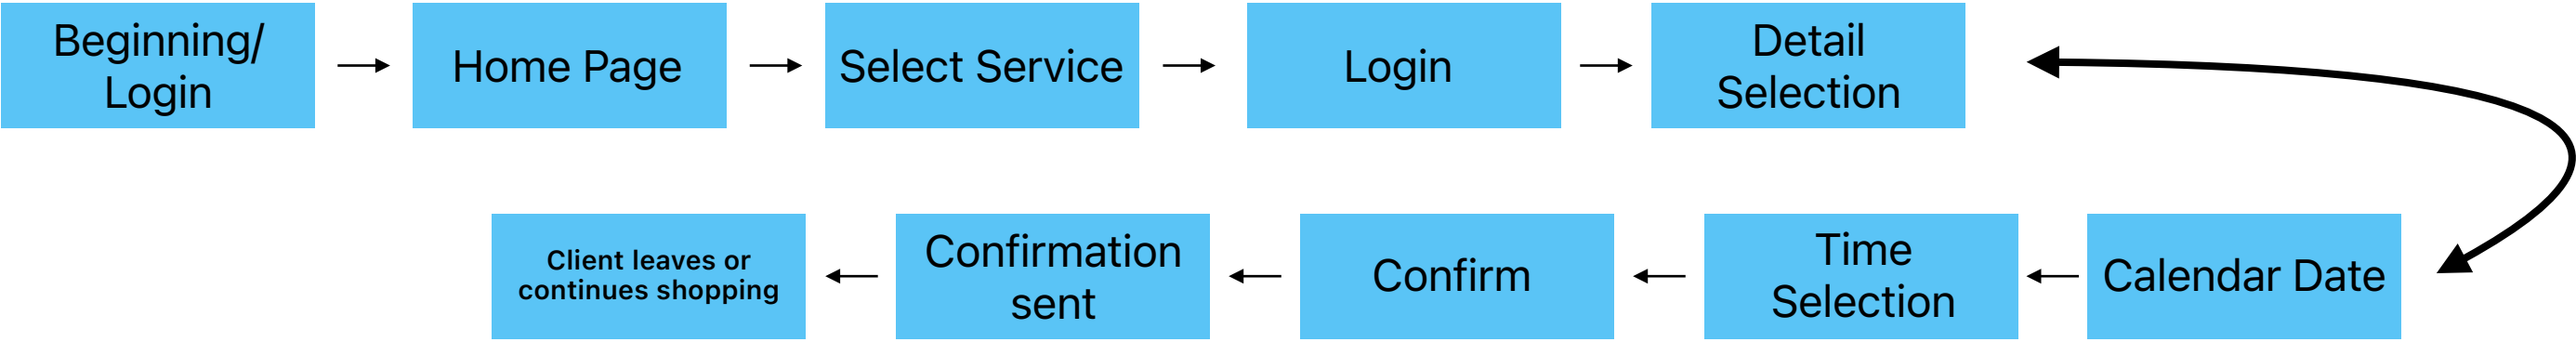 Beginning/
Login
Home Page
Select Service
Login
Detail
Selection
Calendar Date
Time
Selection
Confirm
Confirmation
sent
Client leaves or
continues shopping